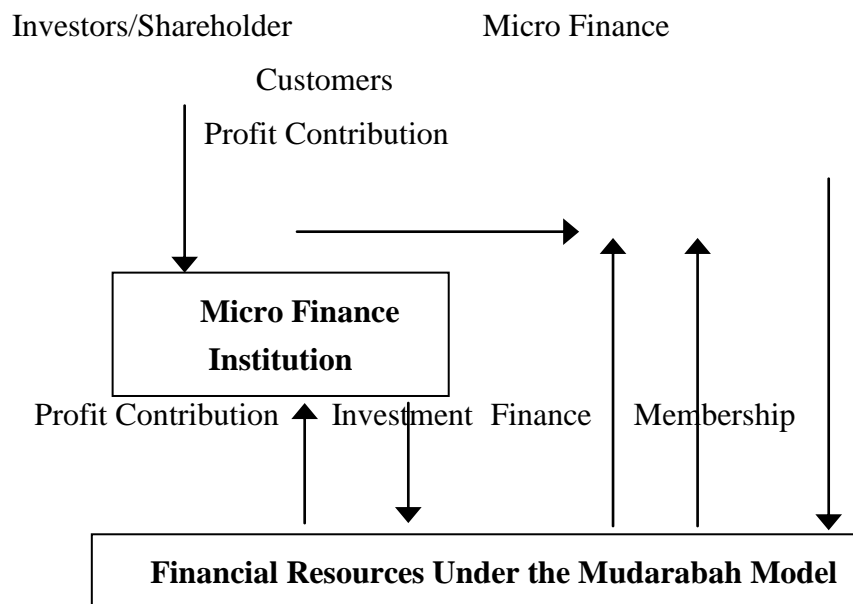 Investors/Shareholder Micro Finance
Customers
Profit Contribution
Micro Finance
Institution
Profit Contribution Investment Finance Membership
Financial Resources Under the Mudarabah Model